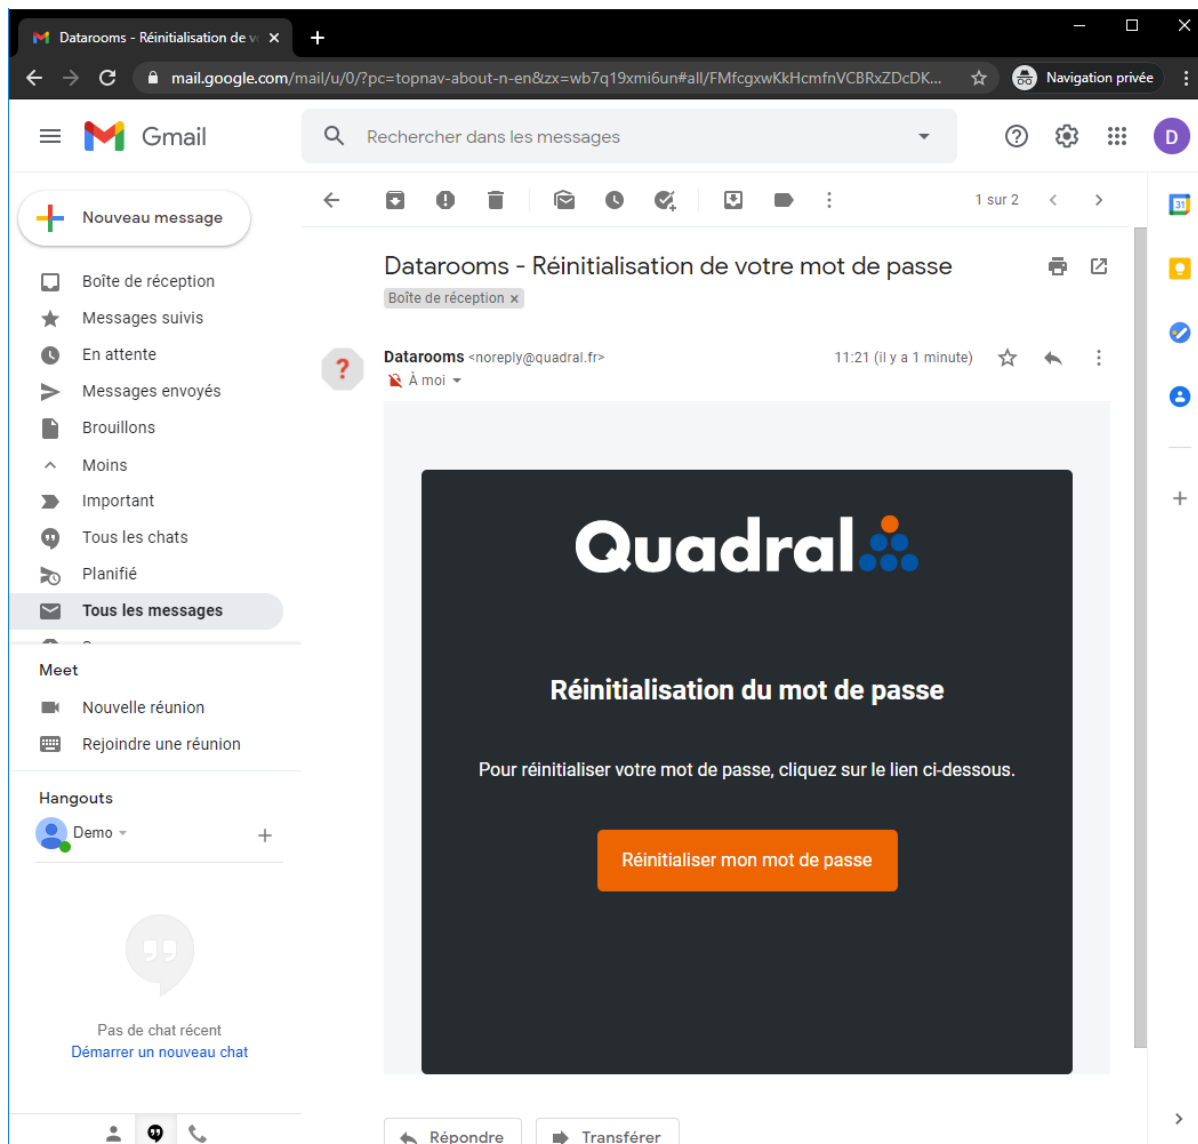 Datarooms - Réinitialisation de v
mail.google.com/mail/u/0/?pc=topnav-about-n-en&zx=wb7q19xmi6un#all/FMfcgxwKkHcmfnVCBRxZDcDK...
Navigation privée
Gmail
Rechercher dans les messages
D
Nouveau message
1 sur 2
31
Boîte de réception
Messages suivis
En attente
Messages envoyés
Brouillons
Moins
Important
Tous les chats
Planifié
Tous les messages
Meet
Nouvelle réunion
Rejoindre une réunion
Hangouts
Demo
Pas de chat récent
Démarrer un nouveau chat
Datarooms - Réinitialisation de votre mot de passe
Boîte de réception x
Datarooms <noreply@quadral.fr>
11:21 (il y a 1 minute)
À moi
Quadral
Réinitialisation du mot de passe
Pour réinitialiser votre mot de passe, cliquez sur le lien ci-dessous.
Réinitialiser mon mot de passe
Répondre
Transférer